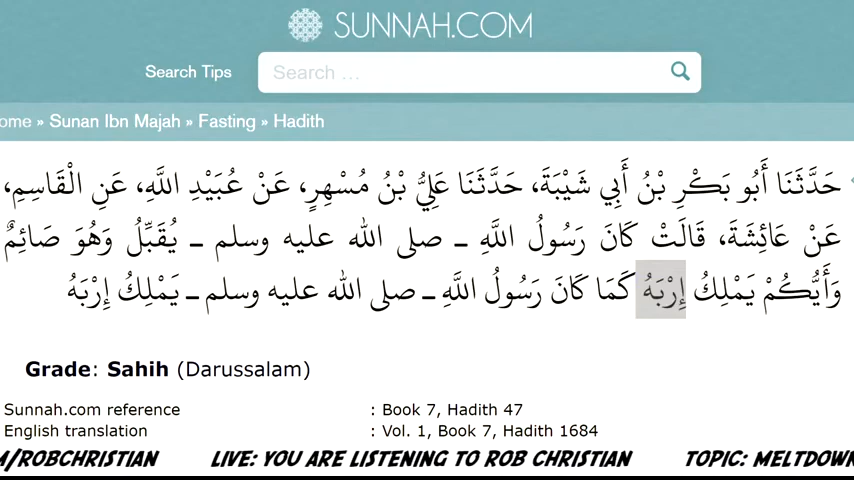 SUNNAH.COM
Search Tips
Search ...
ome » Sunan Ibn Majah » Fasting » Hadith
حَدَّثَنَا أَبُو بَكْرِ بْنُ أَبِي شَيْبَةَ، حَدَّثَنَا عَلِيُّ بْنُ مُسْهِرٍ، عَنْ عُبَيْدِ اللَّهِ، عَنِ الْقَاسِمِ،
عَنْ عَائِشَةَ، قَالَتْ كَانَ رَسُولُ اللَّهِ ـ صلى الله عليه وسلم ـ يُقَبِّلُ وَهُوَ صَائِمٌ
وَأَيُّكُمْ يَمْلِكُ إِرْبَهُ كَمَا كَانَ رَسُولُ اللَّهِ ـ صلى الله عليه وسلم ـ يَمْلِكُ إِرْبَهُ
Grade: Sahih (Darussalam)
Sunnah.com reference : Book 7, Hadith 47
English translation : Vol. 1, Book 7, Hadith 1684
M/ROBCHRISTIAN LIVE: YOU ARE LISTENING TO ROB CHRISTIAN TOPIC: MELTDOWN